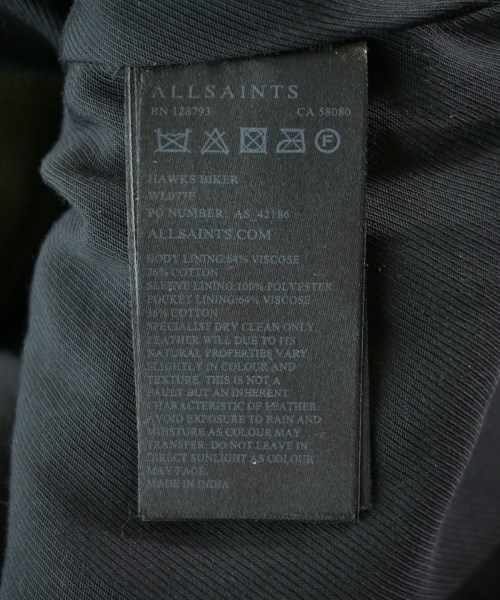 ALLSAINTS
RN 128793 CA 58080
F
HAWKS BIKER
WL077F
PO NUMBER: AS_42186
ALLSAINTS.COM
BODY LINING:64% VISCOSE
36% COTTON
SLEEVE LINING:100% POLYESTER
POCKET LINING:64% VISCOSE
36% COTTON
SPECIALIST DRY CLEAN ONLY.
LEATHER WILL DUE TO ITS
NATURAL PROPERTIES VARY
SLIGHTLY IN COLOUR AND
TEXTURE. THIS IS NOT A
FAULT BUT AN INHERENT
CHARACTERISTIC OF LEATHER.
AVOID EXPOSURE TO RAIN AND
MOISTURE AS COLOUR MAY
TRANSFER. DO NOT LEAVE IN
DIRECT SUNLIGHT AS COLOUR
MAY FADE.
MADE IN INDIA